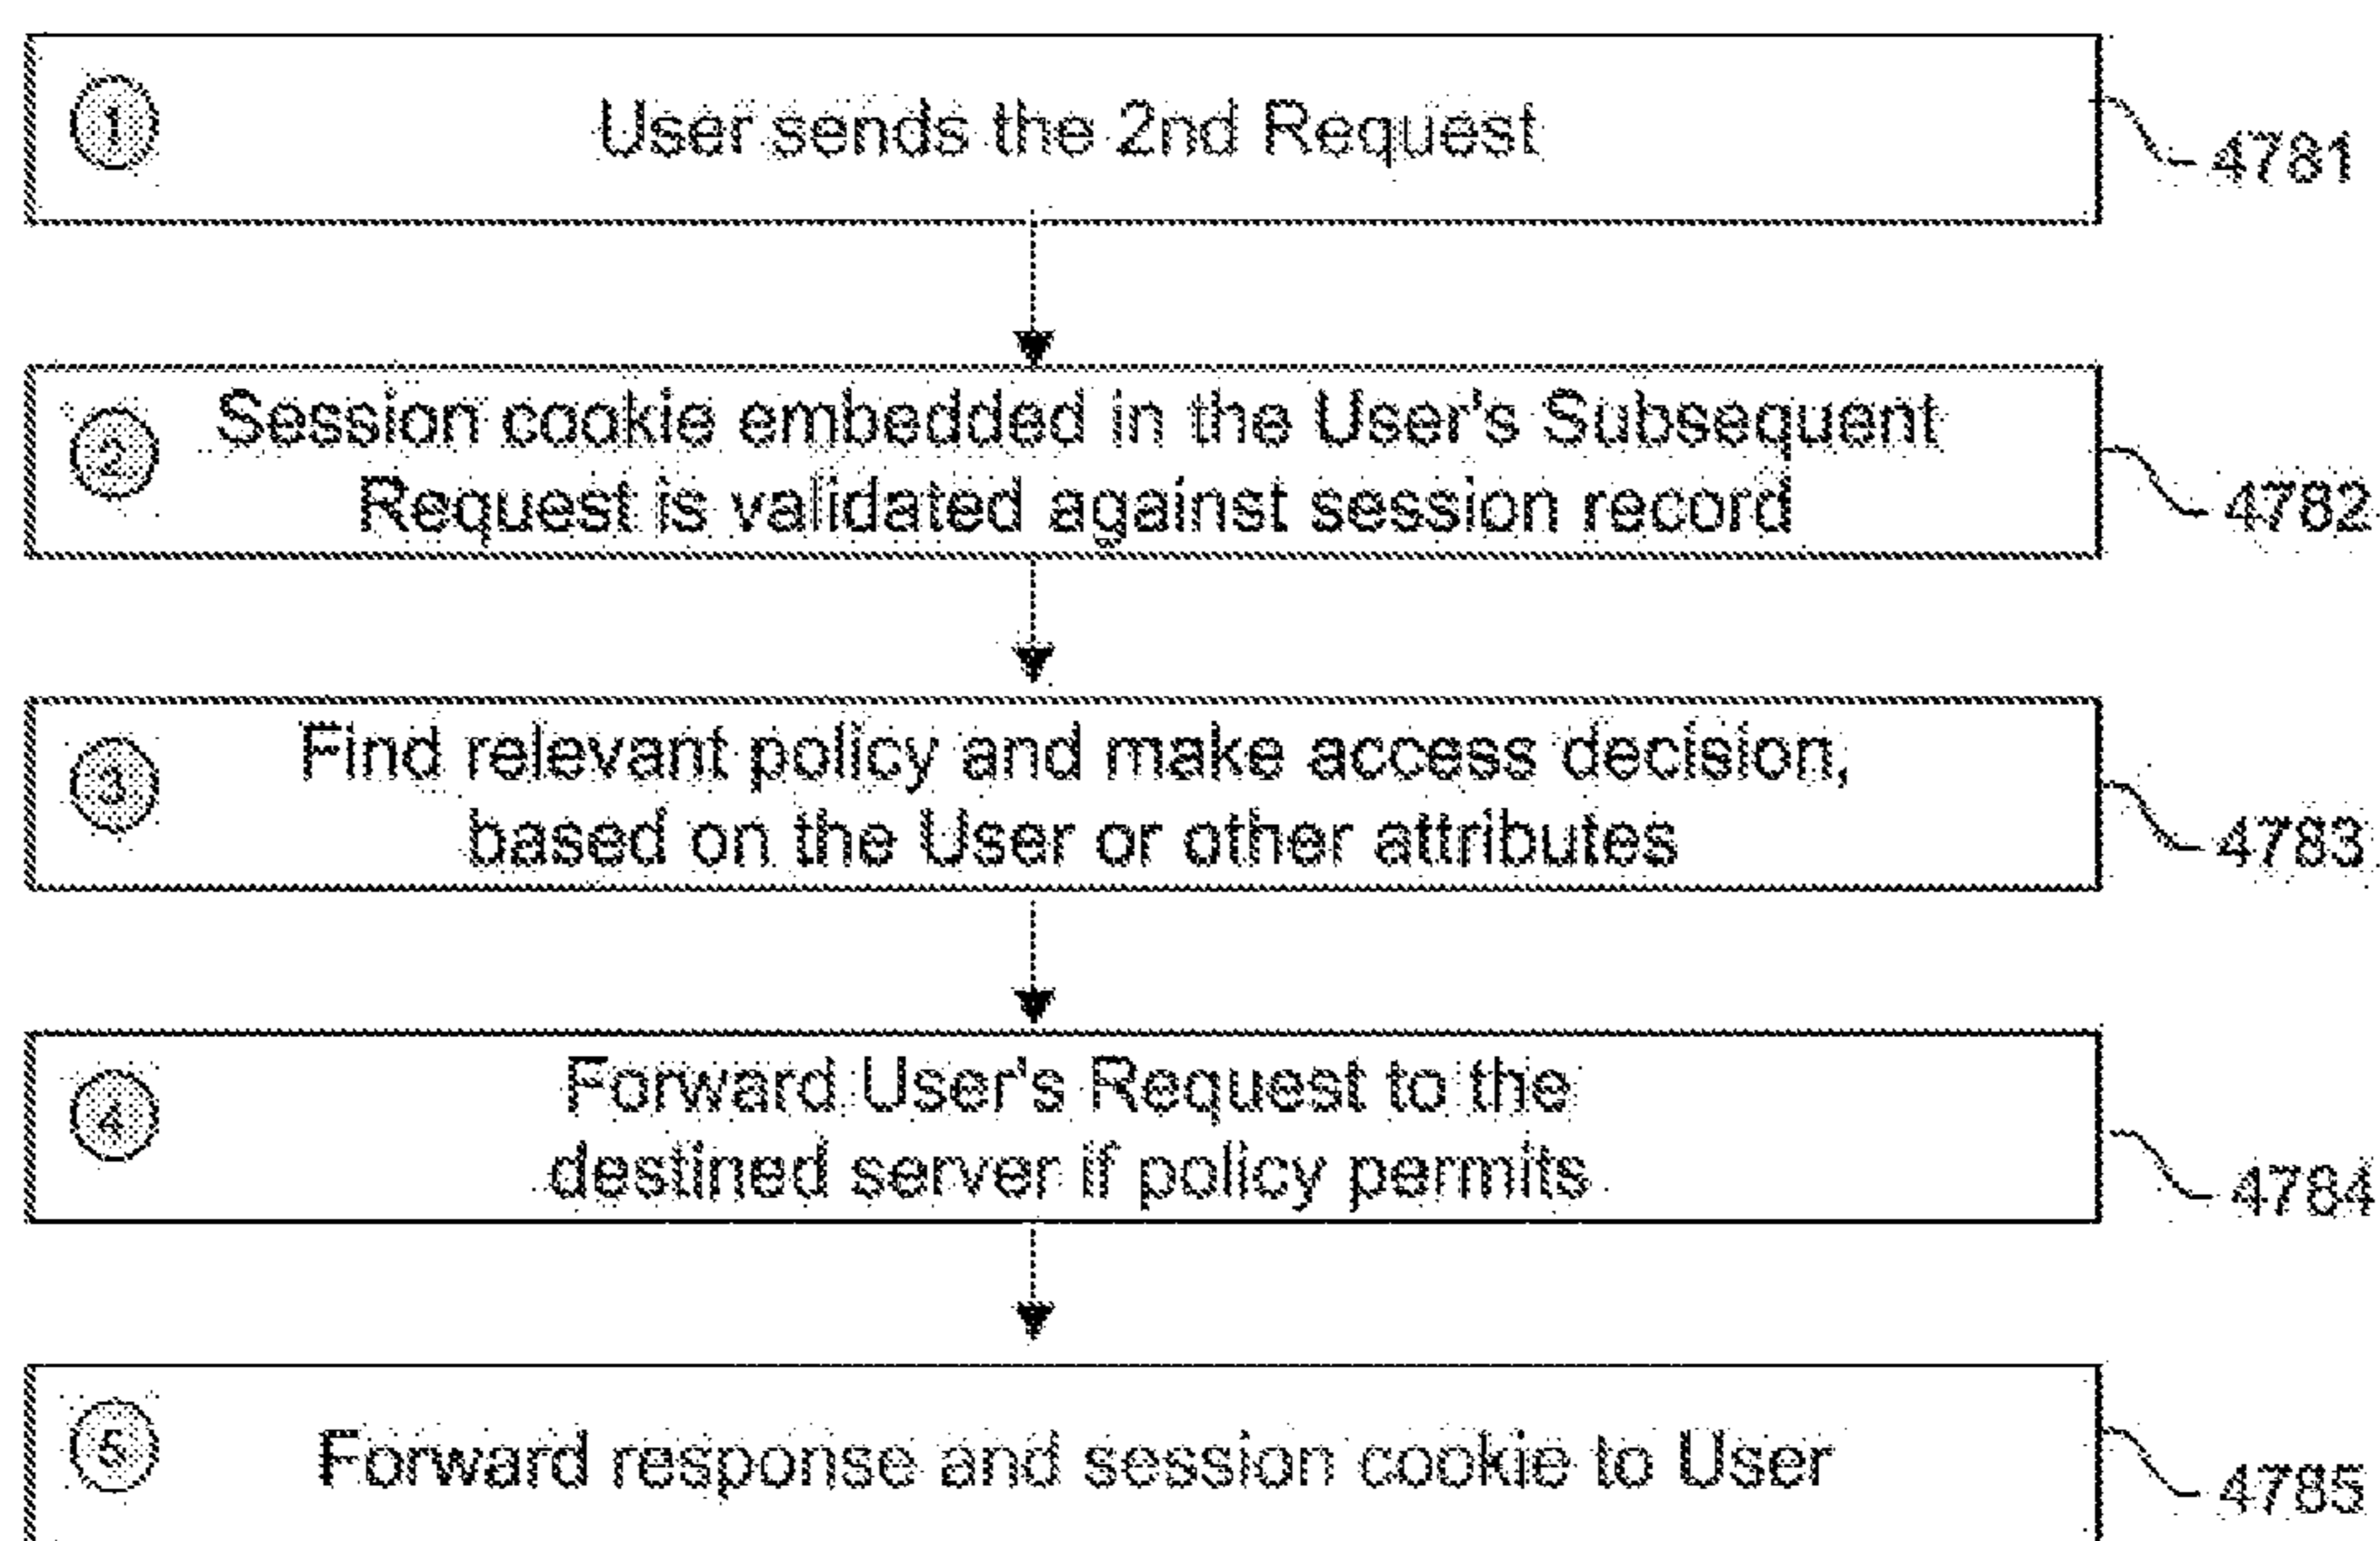 1 User sends the 2nd Request 4781
2 Session cookie embedded in the User's Subsequent 4782
Request is validated against session record
3 Find relevant policy and make access decision, 4783
based on the User or other attributes
4 Forward User's Request to the 4784
destined server if policy permits
5 Forward response and session cookie to User 4785